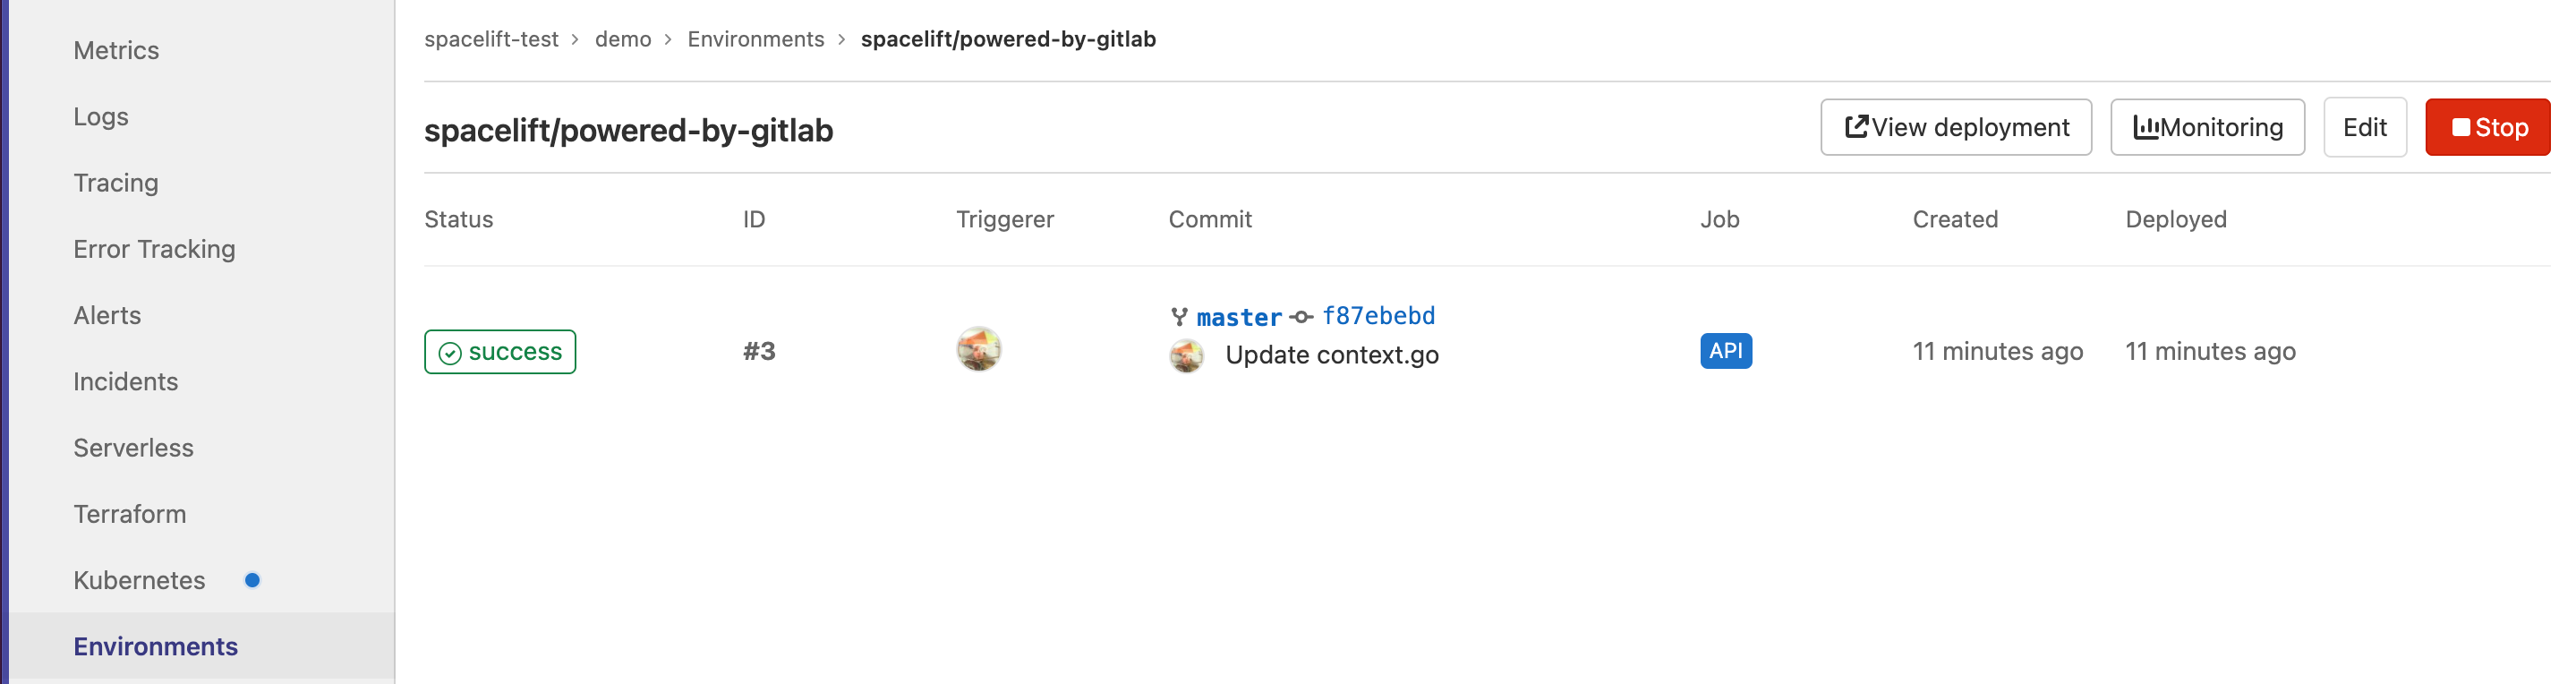 Metrics
Logs
Tracing
Error Tracking
Alerts
Incidents
Serverless
Terraform
Kubernetes
Environments
spacelift-test > demo > Environments > spacelift/powered-by-gitlab
spacelift/powered-by-gitlab
View deployment Monitoring Edit Stop
Status ID Triggerer Commit Job Created Deployed
success #3 master f87ebebd API 11 minutes ago 11 minutes ago
Update context.go